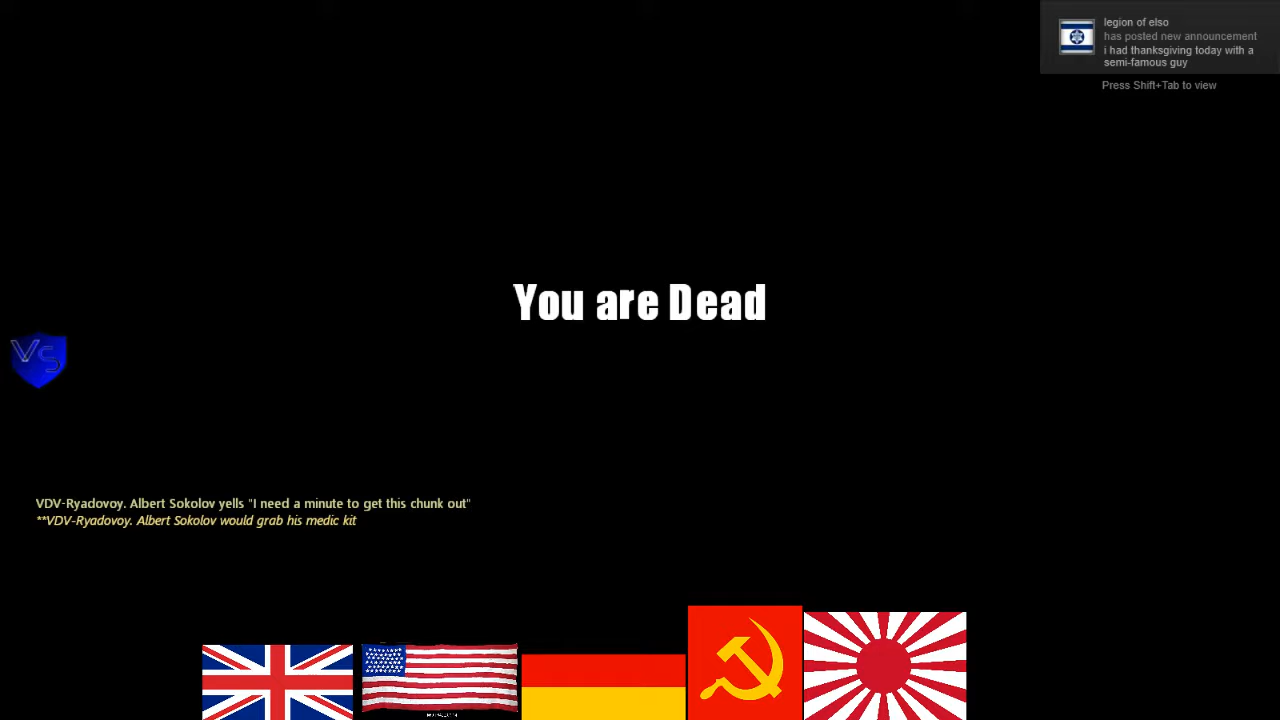 legion of elso
has posted new announcement
i had thanksgiving today with a
semi-famous guy
Press Shift+Tab to view
You are Dead
VS
VDV-Ryadovoy. Albert Sokolov yells "I need a minute to get this chunk out"
**VDV-Ryadovoy. Albert Sokolov would grab his medic kit